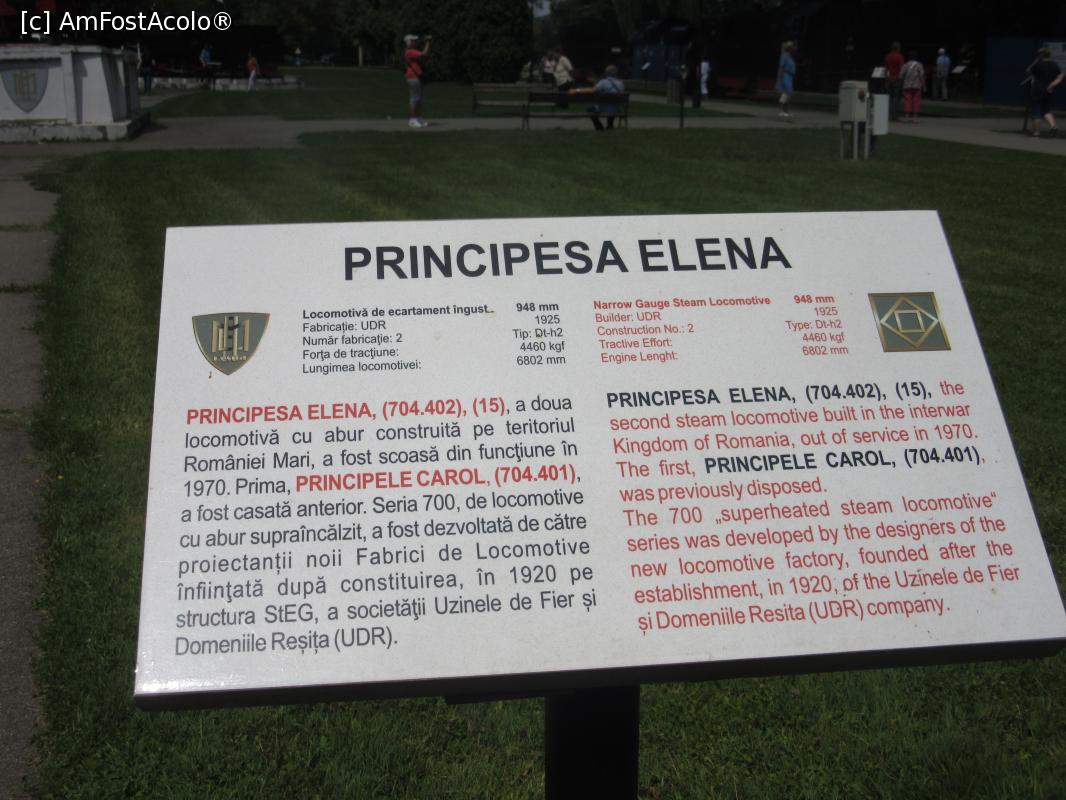 [c] AmFostAcolo®
PRINCIPESA ELENA
Locomotivă de ecartament îngust 948 mm
Fabricație: UDR 1925
Număr fabricaţie: 2 Tip: Dt-h2
Forţa de tracţiune: 4460 kgf
Lungimea locomotivei: 6802 mm
Narrow Gauge Steam Locomotive 948 mm
Builder: UDR 1925
Construction No.: 2 Type: Dt-h2
Tractive Effort: 4460 kgf
Engine Lenght: 6802 mm
PRINCIPESA ELENA, (704.402), (15), a doua
locomotivă cu abur construită pe teritoriul
României Mari, a fost scoasă din funcţiune în
1970. Prima, PRINCIPELE CAROL, (704.401),
a fost casată anterior. Seria 700, de locomotive
cu abur supraîncălzit, a fost dezvoltată de către
proiectanții noii Fabrici de Locomotive
înfiinţată după constituirea, în 1920 pe
structura StEG, a societăţii Uzinele de Fier și
Domeniile Reșița (UDR).
PRINCIPESA ELENA, (704.402), (15), the
second steam locomotive built in the interwar
Kingdom of Romania, out of service in 1970.
The first, PRINCIPELE CAROL, (704.401),
was previously disposed.
The 700 „superheated steam locomotive“
series was developed by the designers of the
new locomotive factory, founded after the
establishment, in 1920, of the Uzinele de Fier
și Domeniile Resita (UDR) company.